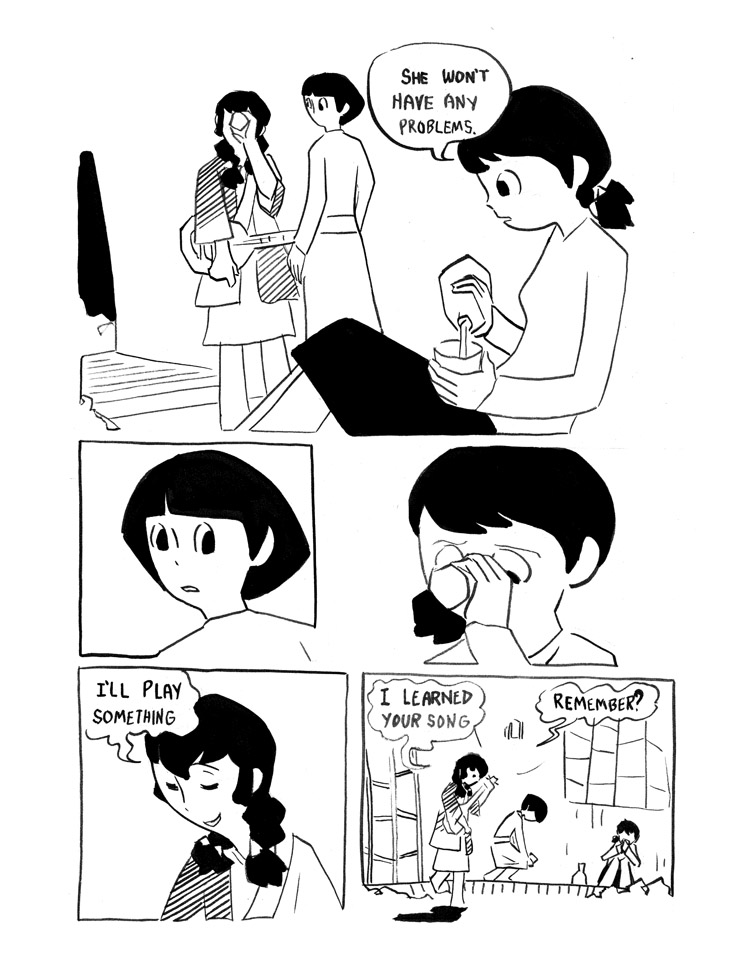 SHE WON'T
HAVE ANY
PROBLEMS.
I'LL PLAY
SOMETHING
I LEARNED
YOUR SONG
REMEMBER?